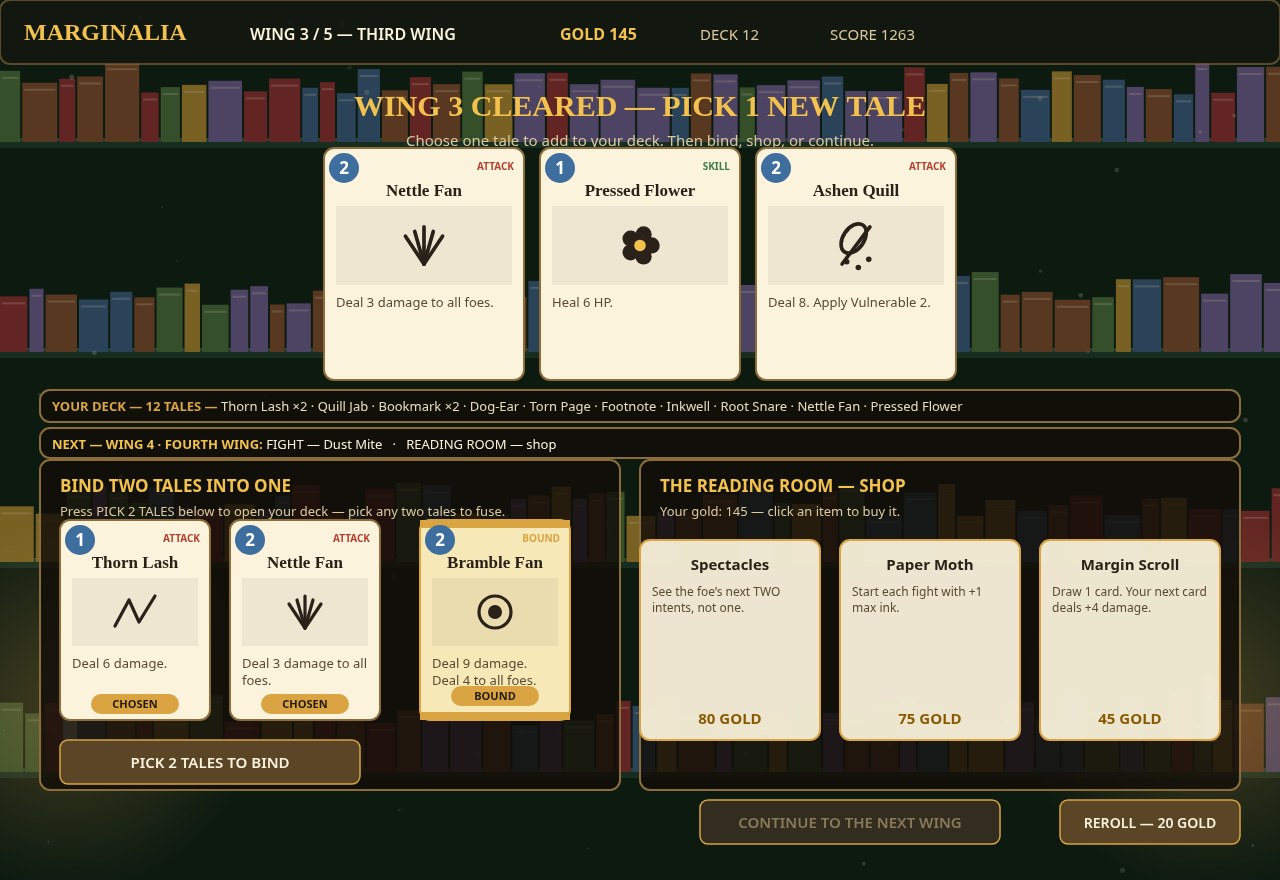 MARGINALIA WING 3 / 5 — THIRD WING GOLD 145 DECK 12 SCORE 1263
WING 3 CLEARED — PICK 1 NEW TALE
Choose one tale to add to your deck. Then bind, shop, or continue.
2 ATTACK
Nettle Fan
Deal 3 damage to all foes.
1 SKILL
Pressed Flower
Heal 6 HP.
2 ATTACK
Ashen Quill
Deal 8. Apply Vulnerable 2.
YOUR DECK — 12 TALES — Thorn Lash ×2 · Quill Jab · Bookmark ×2 · Dog-Ear · Torn Page · Footnote · Inkwell · Root Snare · Nettle Fan · Pressed Flower
NEXT — WING 4 · FOURTH WING: FIGHT — Dust Mite · READING ROOM — shop
BIND TWO TALES INTO ONE
Press PICK 2 TALES below to open your deck — pick any two tales to fuse.
1 ATTACK
Thorn Lash
Deal 6 damage.
CHOSEN
2 ATTACK
Nettle Fan
Deal 3 damage to all
foes.
CHOSEN
2 BOUND
Bramble Fan
Deal 9 damage.
Deal 4 to all foes.
BOUND
PICK 2 TALES TO BIND
THE READING ROOM — SHOP
Your gold: 145 — click an item to buy it.
Spectacles
See the foe's next TWO
intents, not one.
80 GOLD
Paper Moth
Start each fight with +1
max ink.
75 GOLD
Margin Scroll
Draw 1 card. Your next card
deals +4 damage.
45 GOLD
CONTINUE TO THE NEXT WING
REROLL — 20 GOLD